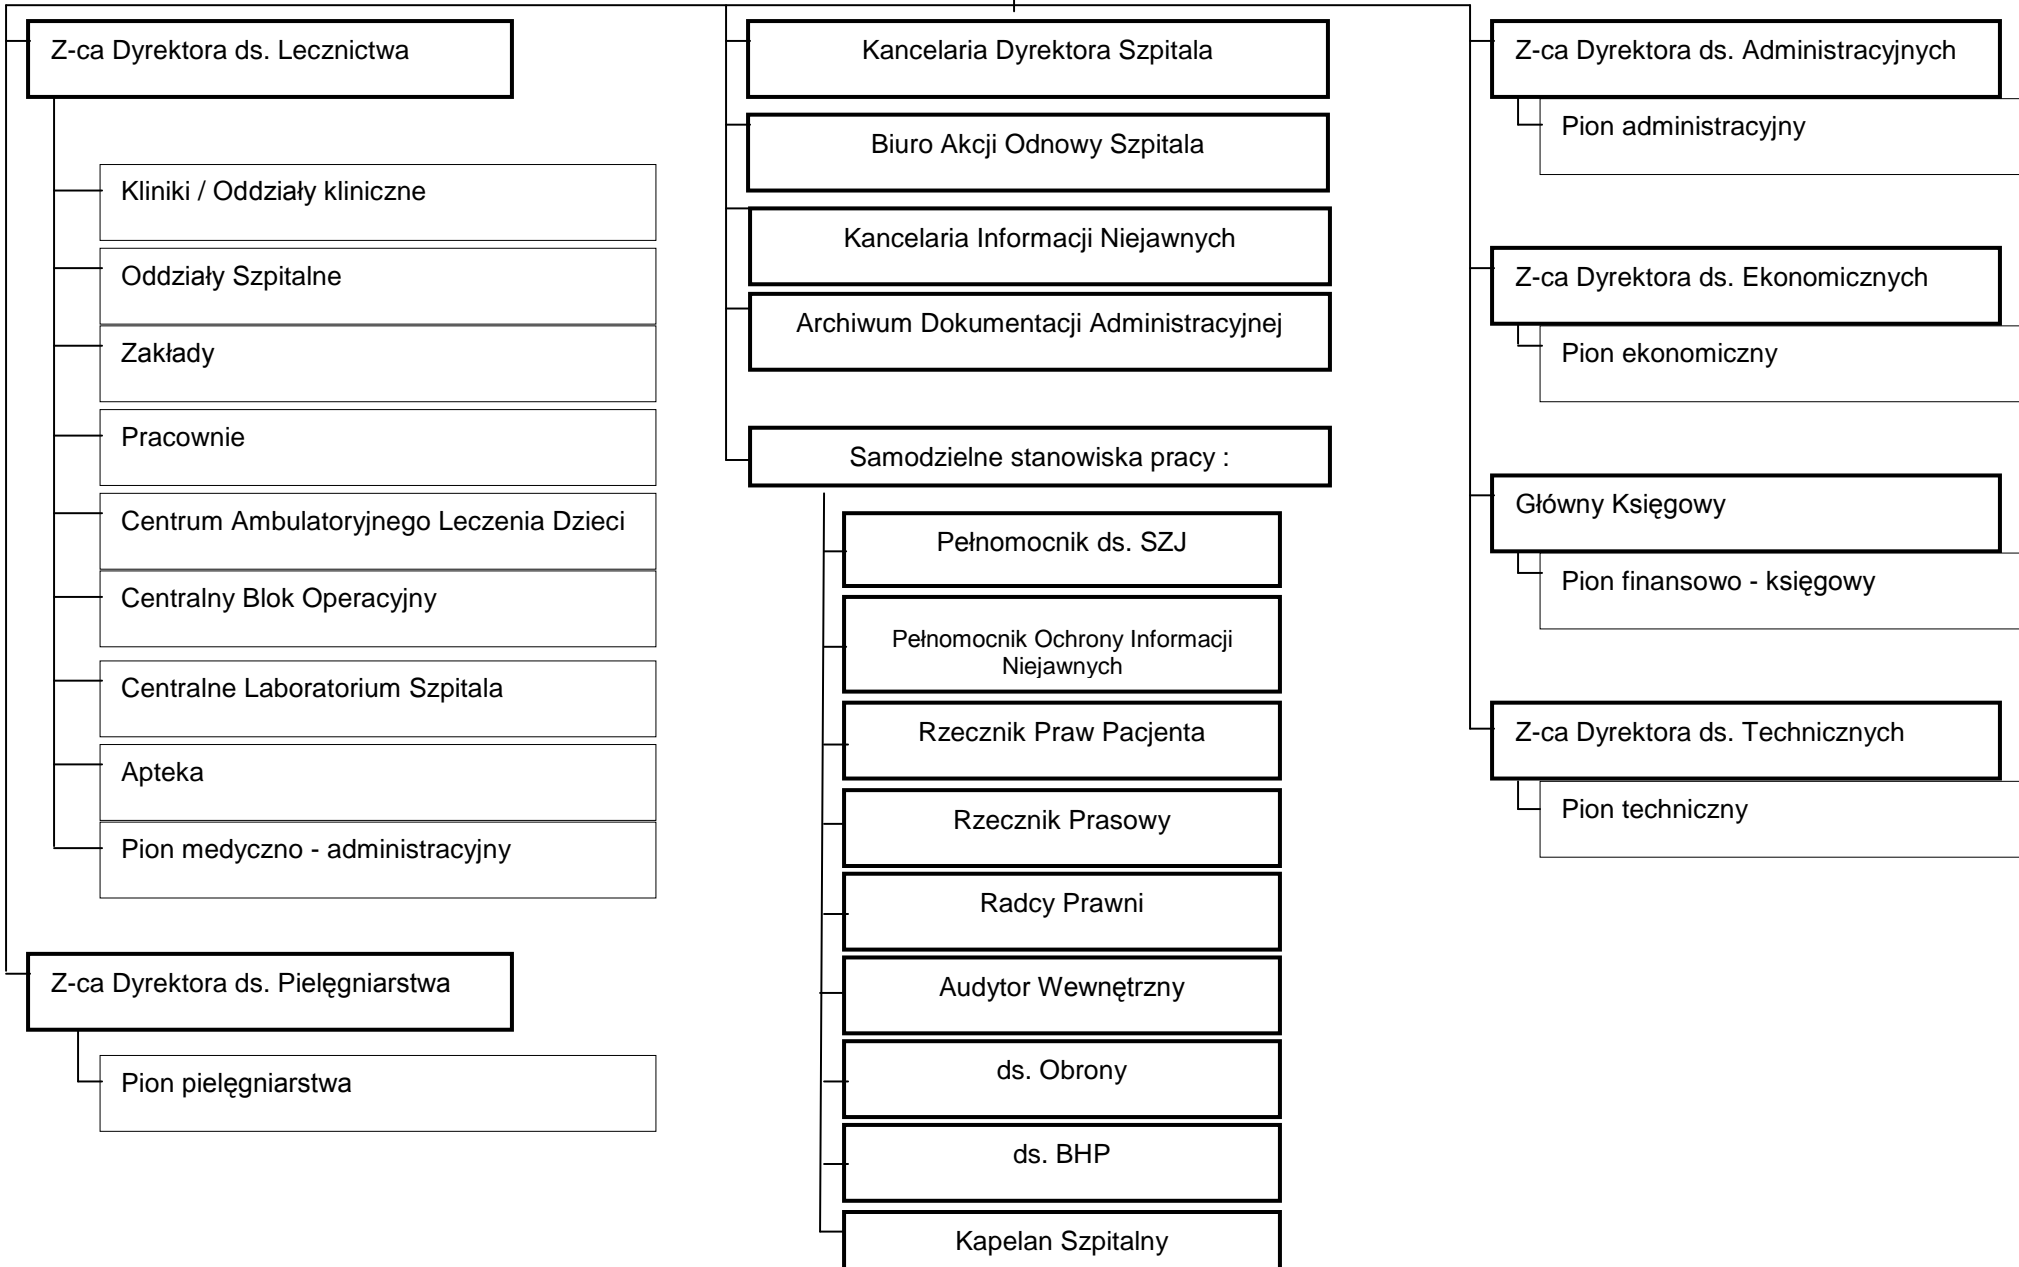 Z-ca Dyrektora ds. Lecznictwa
Kliniki / Oddziały kliniczne
Oddziały Szpitalne
Zakłady
Pracownie
Centrum Ambulatoryjnego Leczenia Dzieci
Centralny Blok Operacyjny
Centralne Laboratorium Szpitala
Apteka
Pion medyczno - administracyjny
Z-ca Dyrektora ds. Pielęgniarstwa
Pion pielęgniarstwa
Kancelaria Dyrektora Szpitala
Biuro Akcji Odnowy Szpitala
Kancelaria Informacji Niejawnych
Archiwum Dokumentacji Administracyjnej
Samodzielne stanowiska pracy :
Pełnomocnik ds. SZJ
Pełnomocnik Ochrony Informacji
Niejawnych
Rzecznik Praw Pacjenta
Rzecznik Prasowy
Radcy Prawni
Audytor Wewnętrzny
ds. Obrony
ds. BHP
Kapelan Szpitalny
Z-ca Dyrektora ds. Administracyjnych
Pion administracyjny
Z-ca Dyrektora ds. Ekonomicznych
Pion ekonomiczny
Główny Księgowy
Pion finansowo - księgowy
Z-ca Dyrektora ds. Technicznych
Pion techniczny